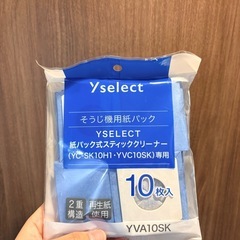 Yselect
そうじ機用紙パック
YSELECT
紙パック式スティッククリーナー
(YC-SK10H1・YVC10SK)専用
10枚入
2重
構造
再生紙
使用
YVA10SK